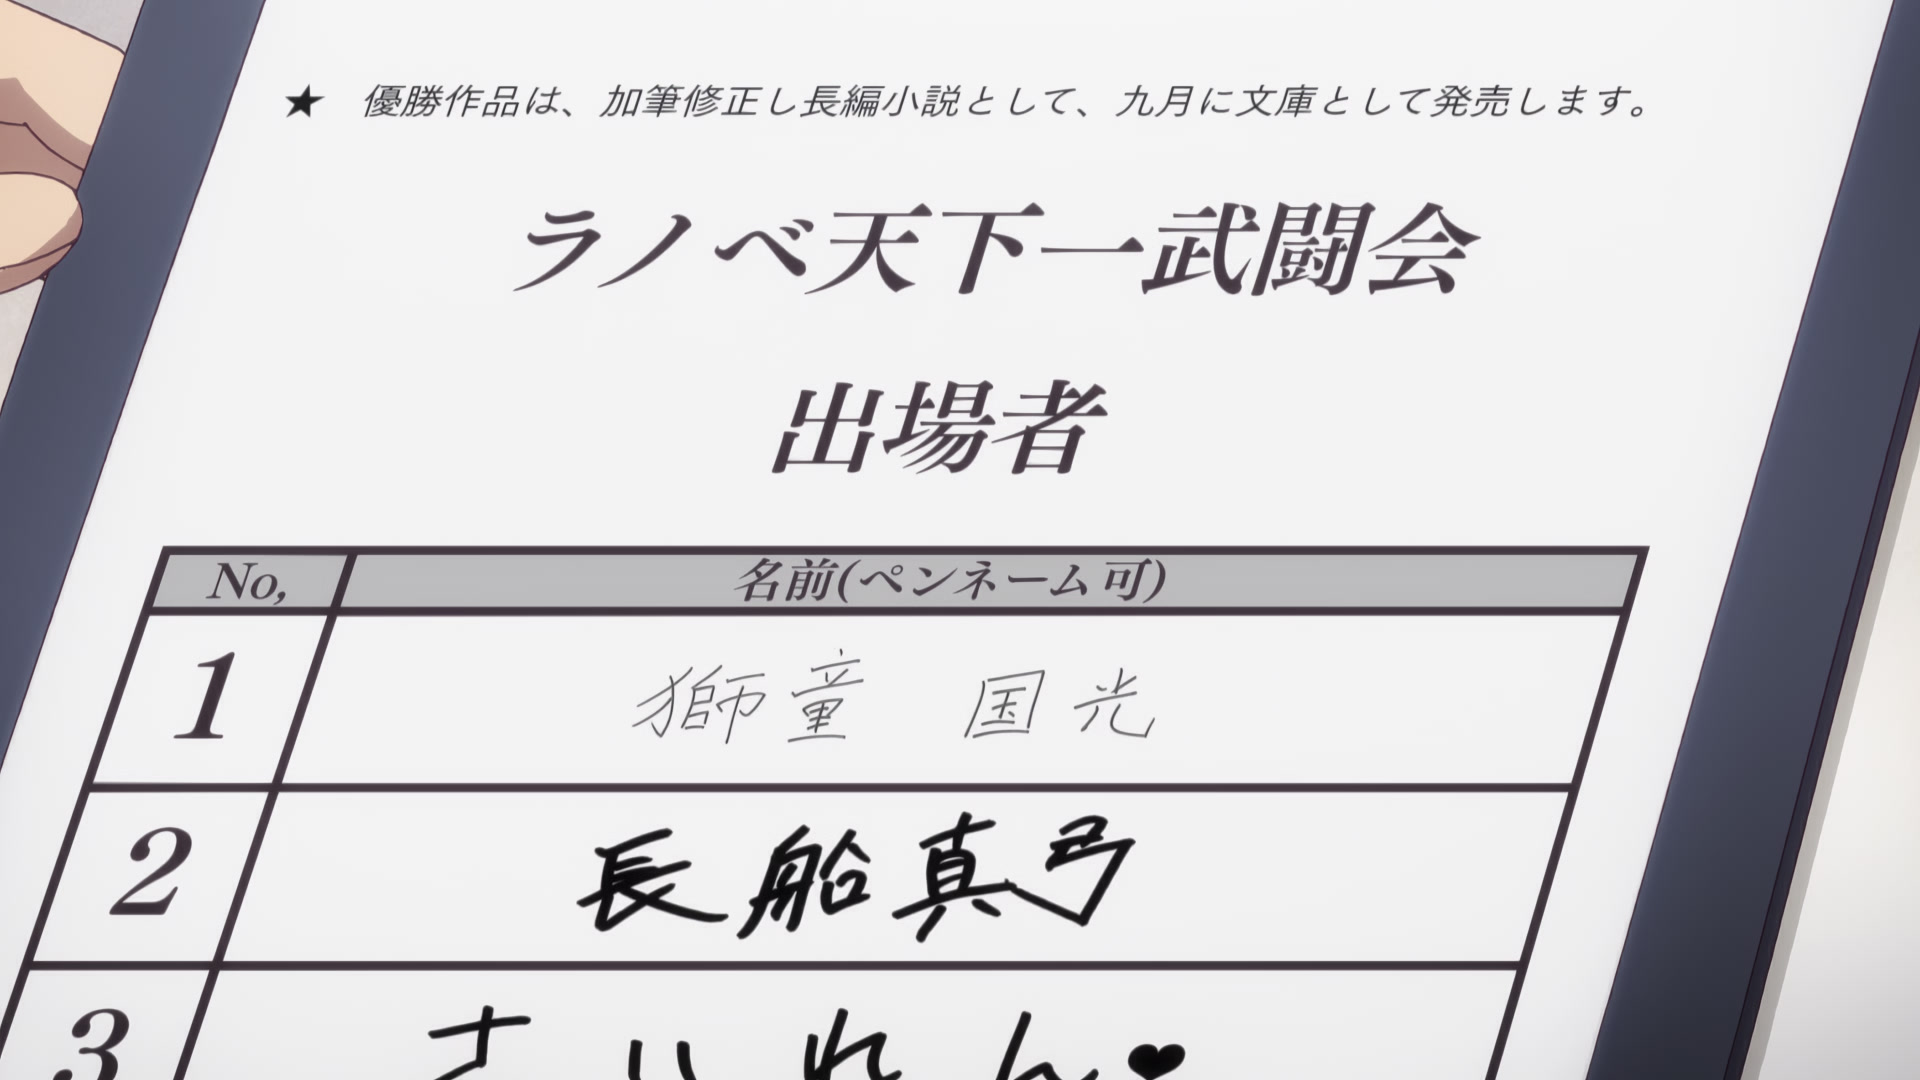 ★ 優勝作品は、加筆修正し長編小説として、九月に文庫として発売します。
ラノベ天下一武闘会
出場者
No, 名前(ペンネーム可)
1 獅童 国光
2 長船真弓
3 さいれん♥